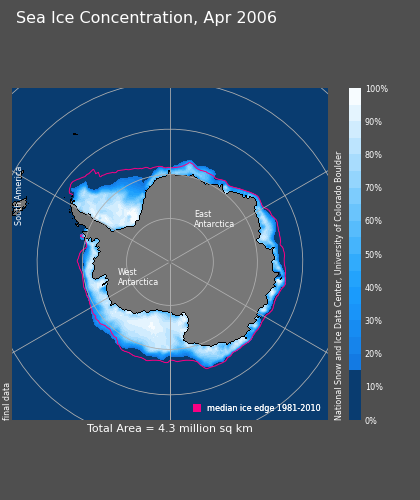 Sea Ice Concentration, Apr 2006
100%
90%
80%
70%
60%
50%
40%
30%
20%
10%
0%
South America
East
Antarctica
West
Antarctica
National Snow and Ice Data Center, University of Colorado Boulder
final data
median ice edge 1981-2010
Total Area = 4.3 million sq km